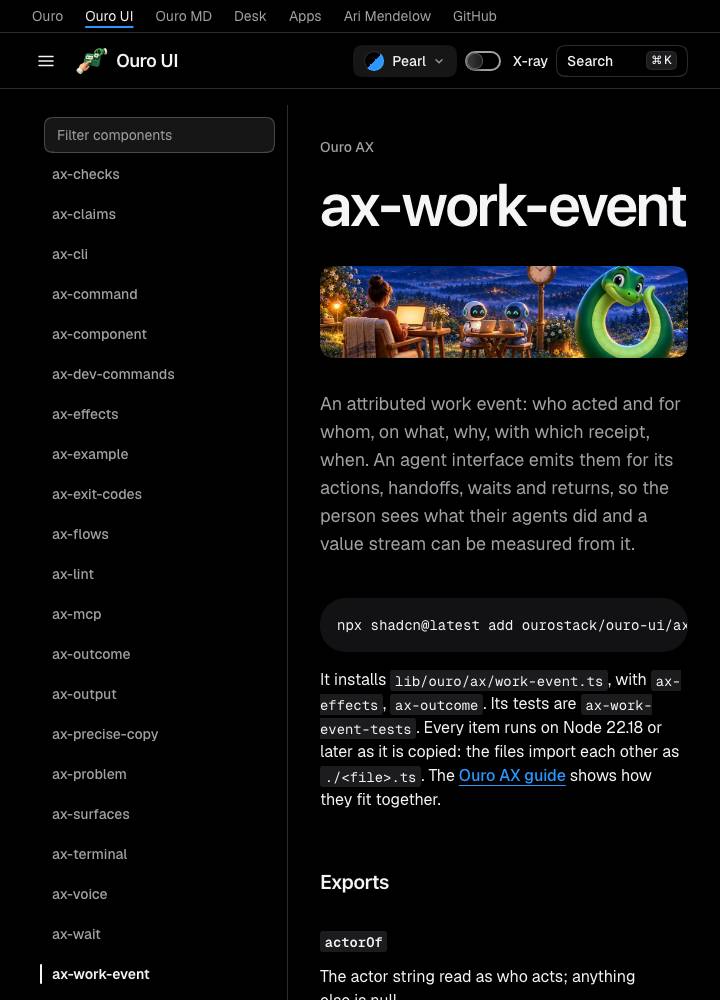 Ouro Ouro UI Ouro MD Desk Apps Ari Mendelow GitHub
Ouro UI Pearl X-ray Search ⌘ K
Filter components
ax-checks
ax-claims
ax-cli
ax-command
ax-component
ax-dev-commands
ax-effects
ax-example
ax-exit-codes
ax-flows
ax-lint
ax-mcp
ax-outcome
ax-output
ax-precise-copy
ax-problem
ax-surfaces
ax-terminal
ax-voice
ax-wait
ax-work-event
Ouro AX
ax-work-event
An attributed work event: who acted and for
whom, on what, why, with which receipt,
when. An agent interface emits them for its
actions, handoffs, waits and returns, so the
person sees what their agents did and a
value stream can be measured from it.
npx shadcn@latest add ourostack/ouro-ui/ax
It installs lib/ouro/ax/work-event.ts, with ax-
effects, ax-outcome. Its tests are ax-work-
event-tests. Every item runs on Node 22.18 or
later as it is copied: the files import each other as
./<file>.ts. The Ouro AX guide shows how
they fit together.
Exports
actorOf
The actor string read as who acts; anything
else is null